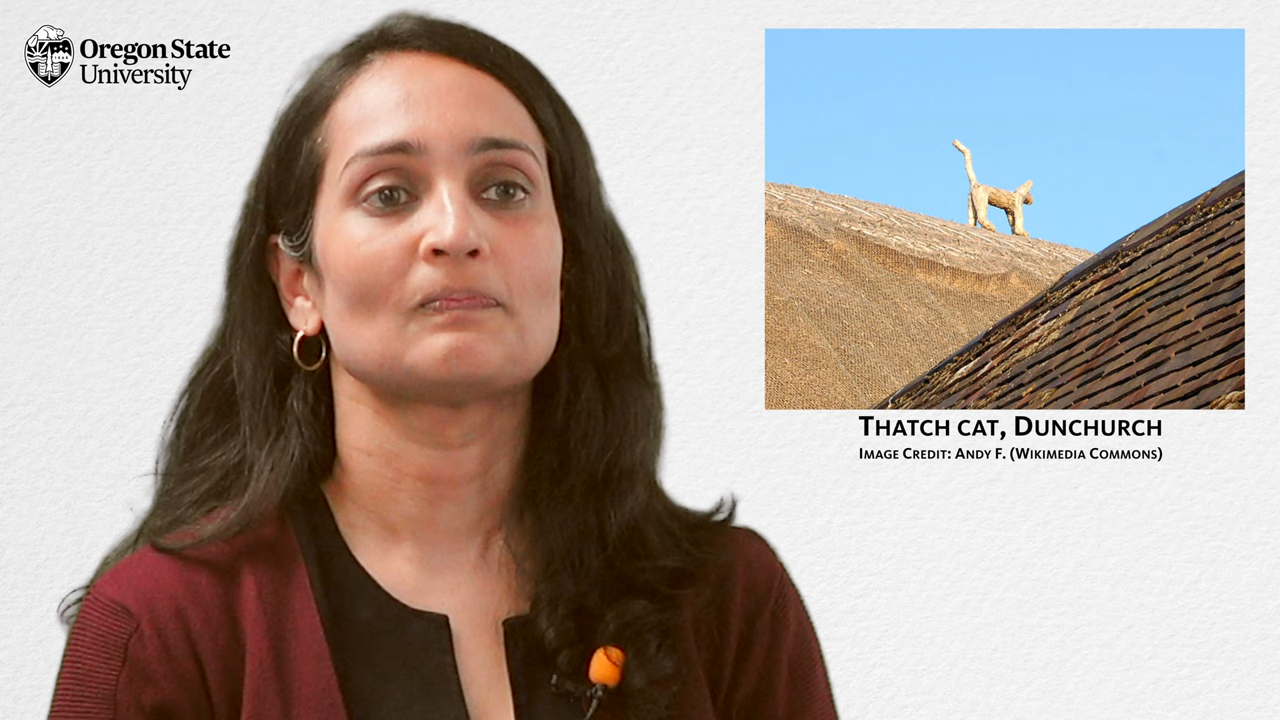 Oregon State
University
THATCH CAT, DUNCHURCH
IMAGE CREDIT: ANDY F. (WIKIMEDIA COMMONS)